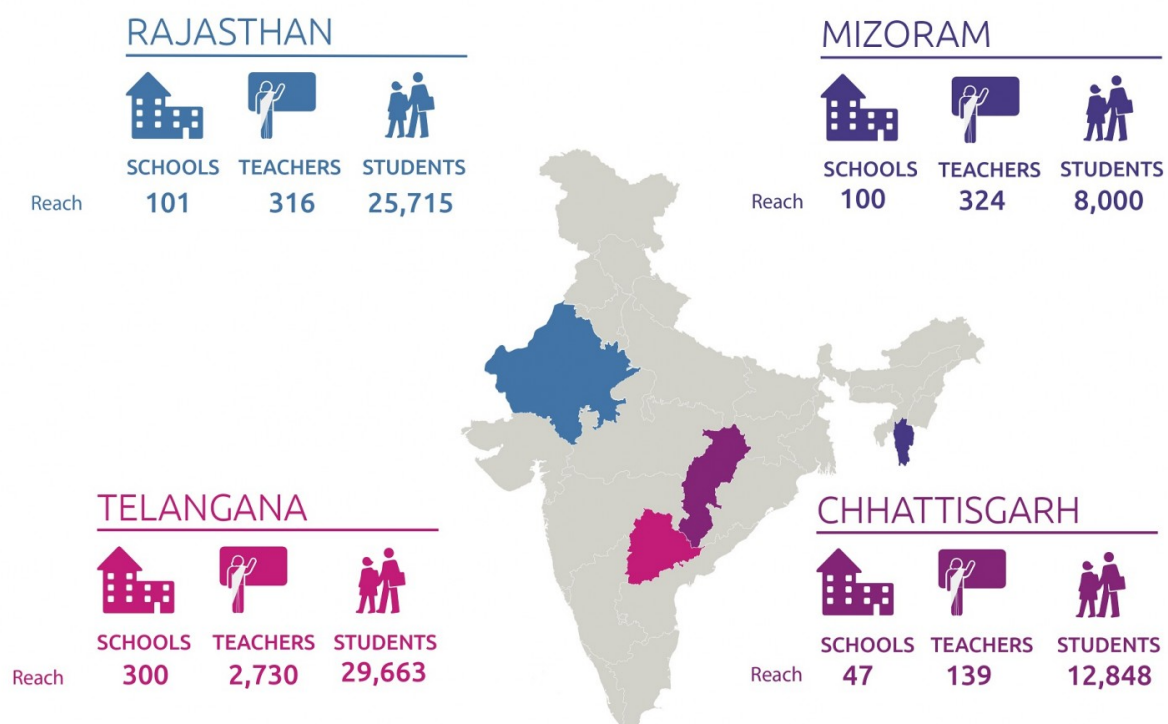 RAJASTHAN
SCHOOLS TEACHERS STUDENTS
Reach 101 316 25,715
MIZORAM
SCHOOLS TEACHERS STUDENTS
Reach 100 324 8,000
TELANGANA
SCHOOLS TEACHERS STUDENTS
Reach 300 2,730 29,663
CHHATTISGARH
SCHOOLS TEACHERS STUDENTS
Reach 47 139 12,848